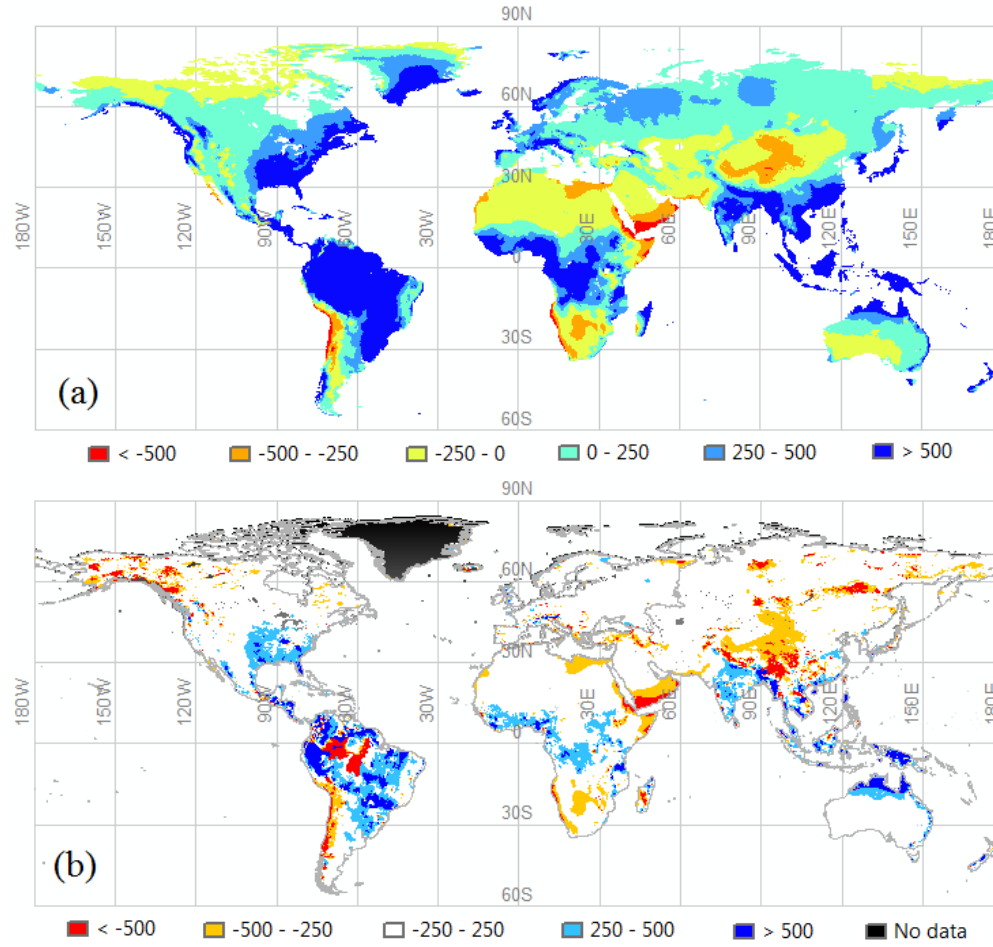 90N
60N
30N
180W 150W 120W 90W 60W 30W 0 30E 60E 90E 120E 150E 180E
30S
(a)
60S
< -500 -500 - -250 -250 - 0 0 - 250 250 - 500 > 500
90N
60N
30N
180W 150W 120W 90W 60W 30W 0 30E 60E 90E 120E 150E 180E
30S
(b)
60S
< -500 -500 - -250 -250 - 250 250 - 500 > 500 No data